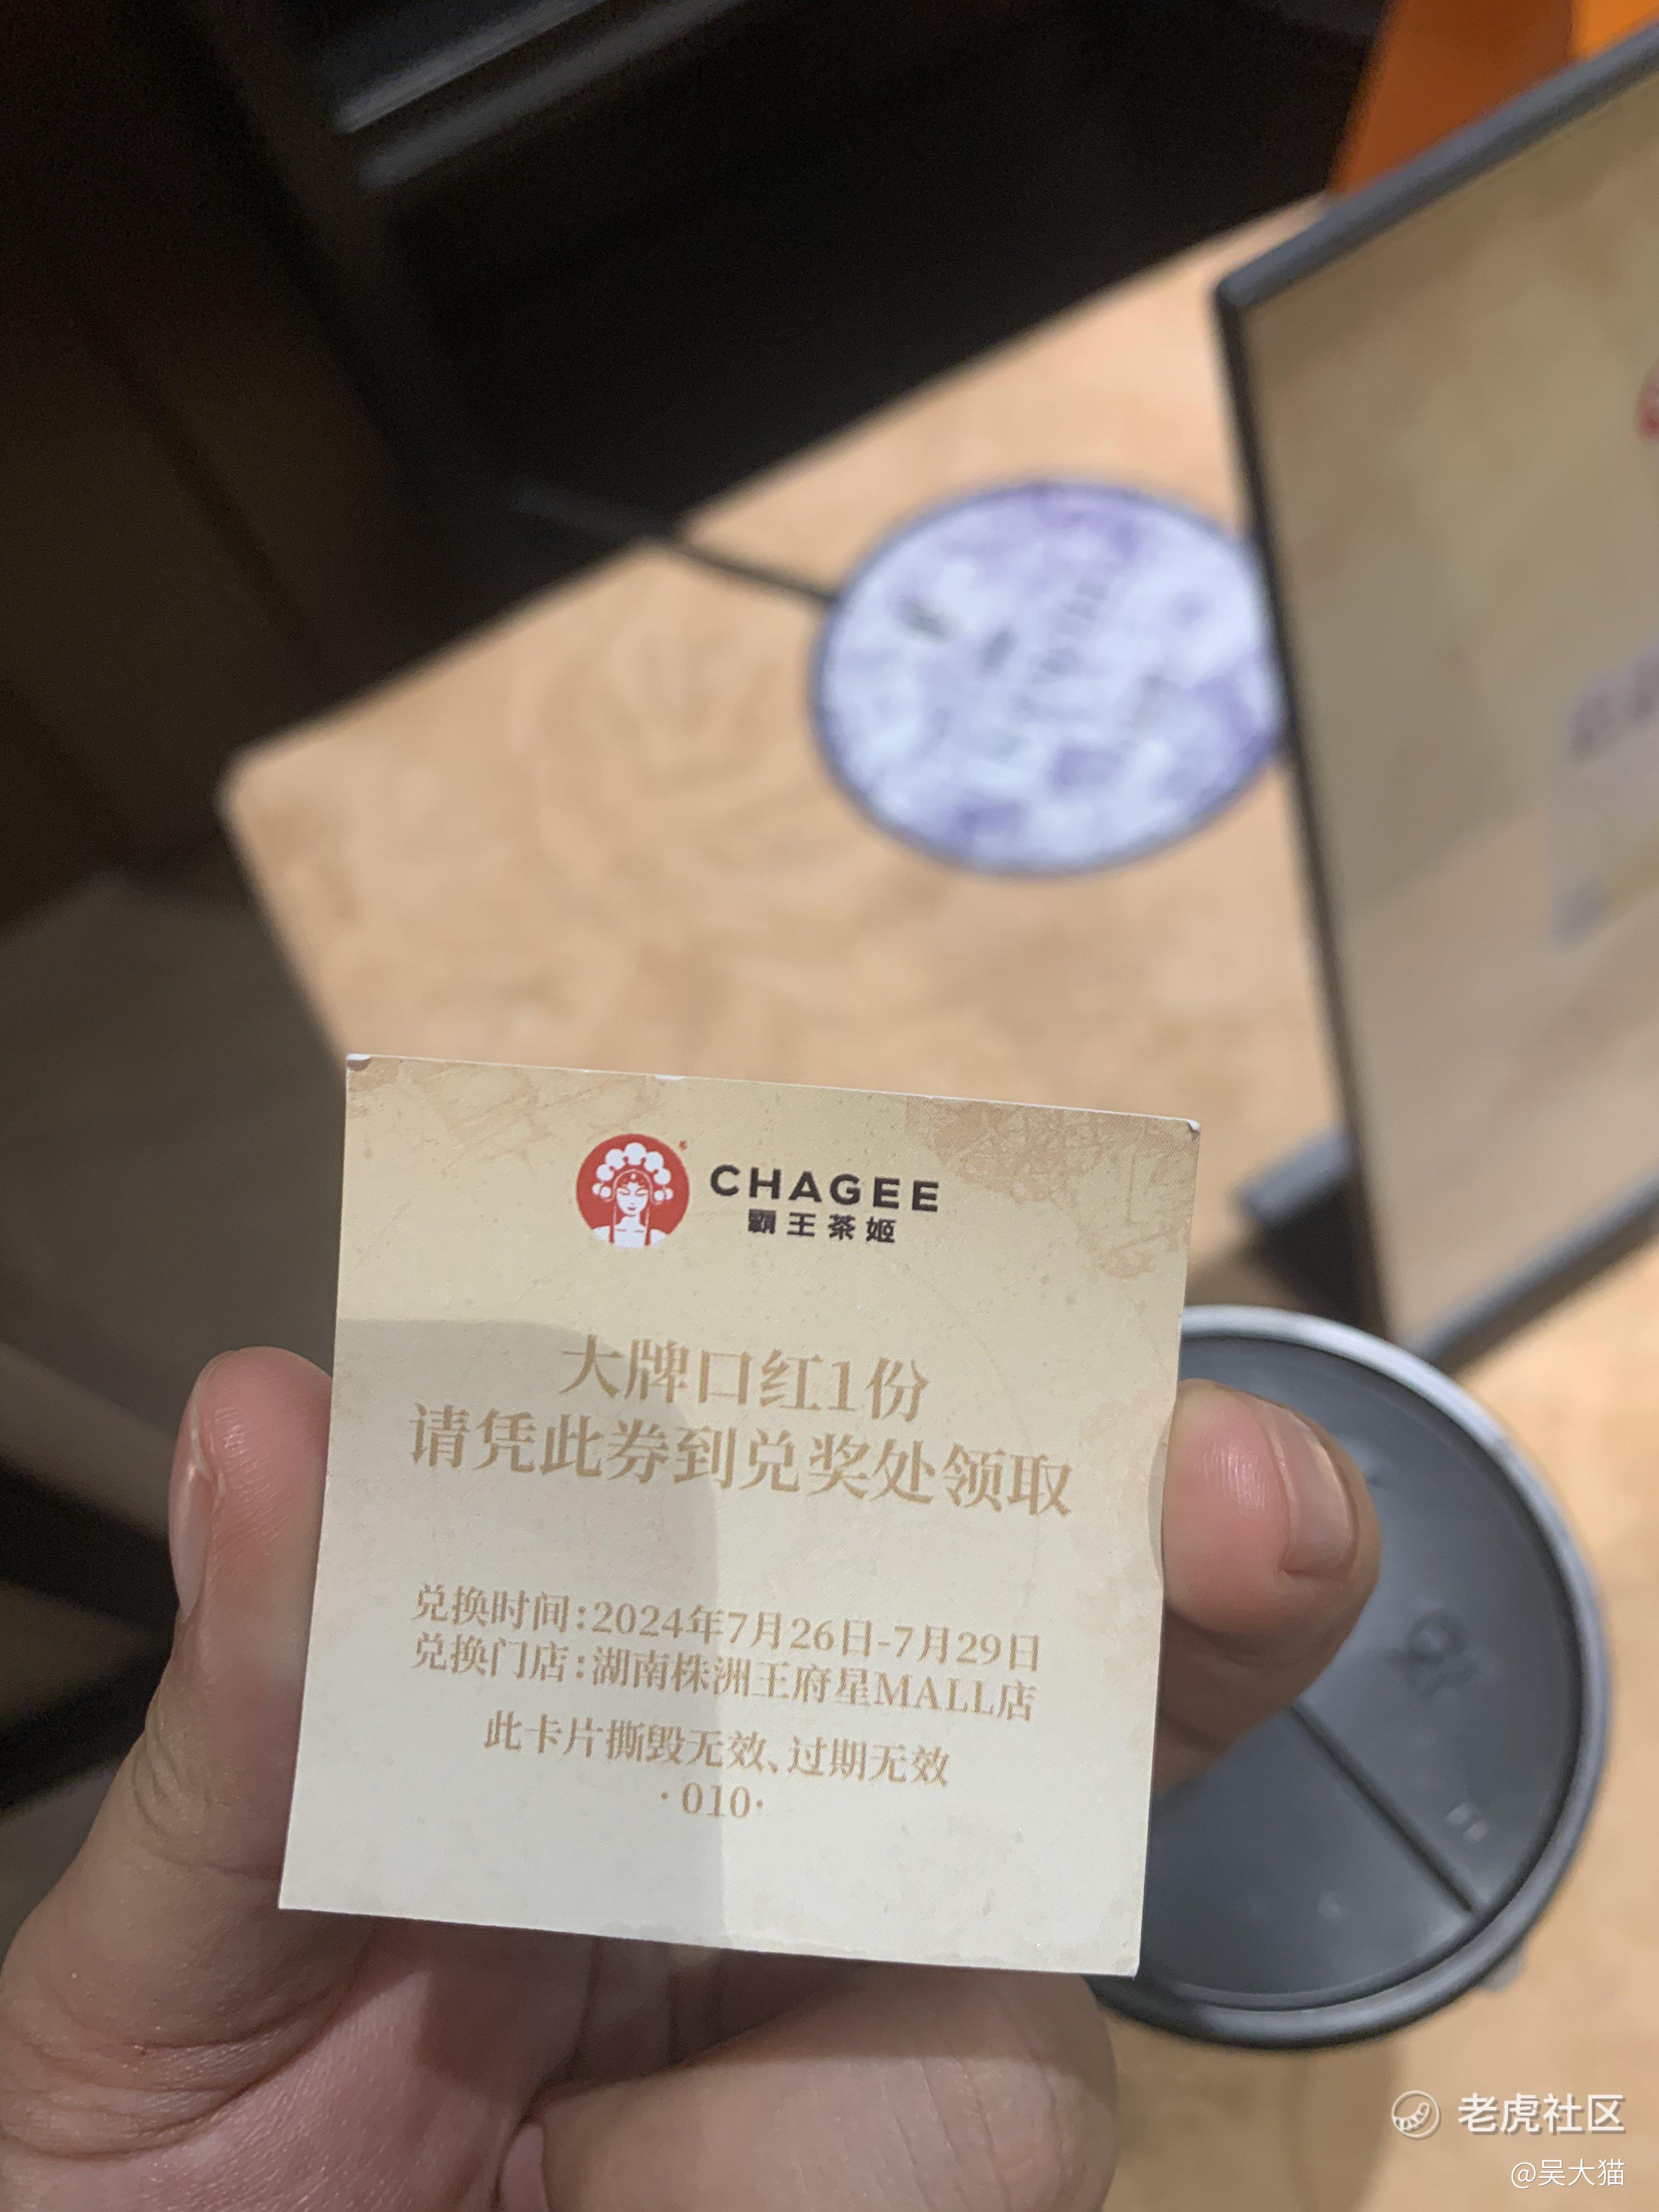 CHAGEE
霸王茶姬
大牌口红1份
请凭此券到兑奖处领取
兑换时间:2024年7月26日-7月29日
兑换门店:湖南株洲王府星MALL店
此卡片撕毁无效、过期无效
·010·
老虎社区
@吴大猫